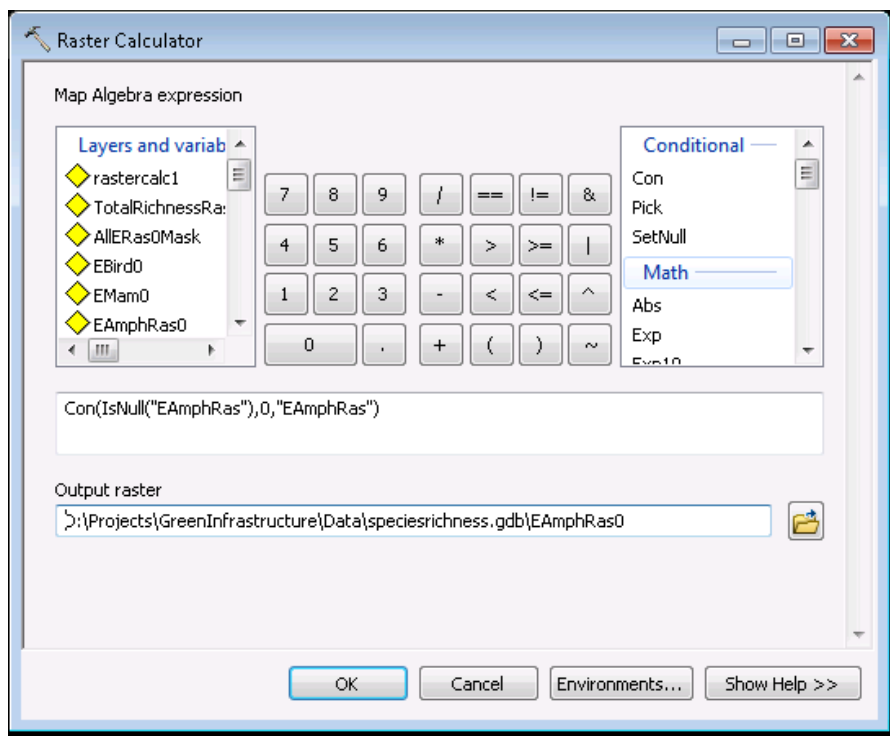 Raster Calculator
Map Algebra expression
Layers and variab
rastercalc1
TotalRichnessRa
AllERas0Mask
EBird0
EMam0
EAmphRas0
7 8 9 / == != &
4 5 6 * > >= |
1 2 3 - < <= ^
0 . + ( ) ~
Conditional
Con
Pick
SetNull
Math
Abs
Exp
Exp10
Con(IsNull("EAmphRas"),0,"EAmphRas")
Output raster
:\Projects\GreenInfrastructure\Data\speciesrichness.gdb\EAmphRas0
OK Cancel Environments... Show Help >>